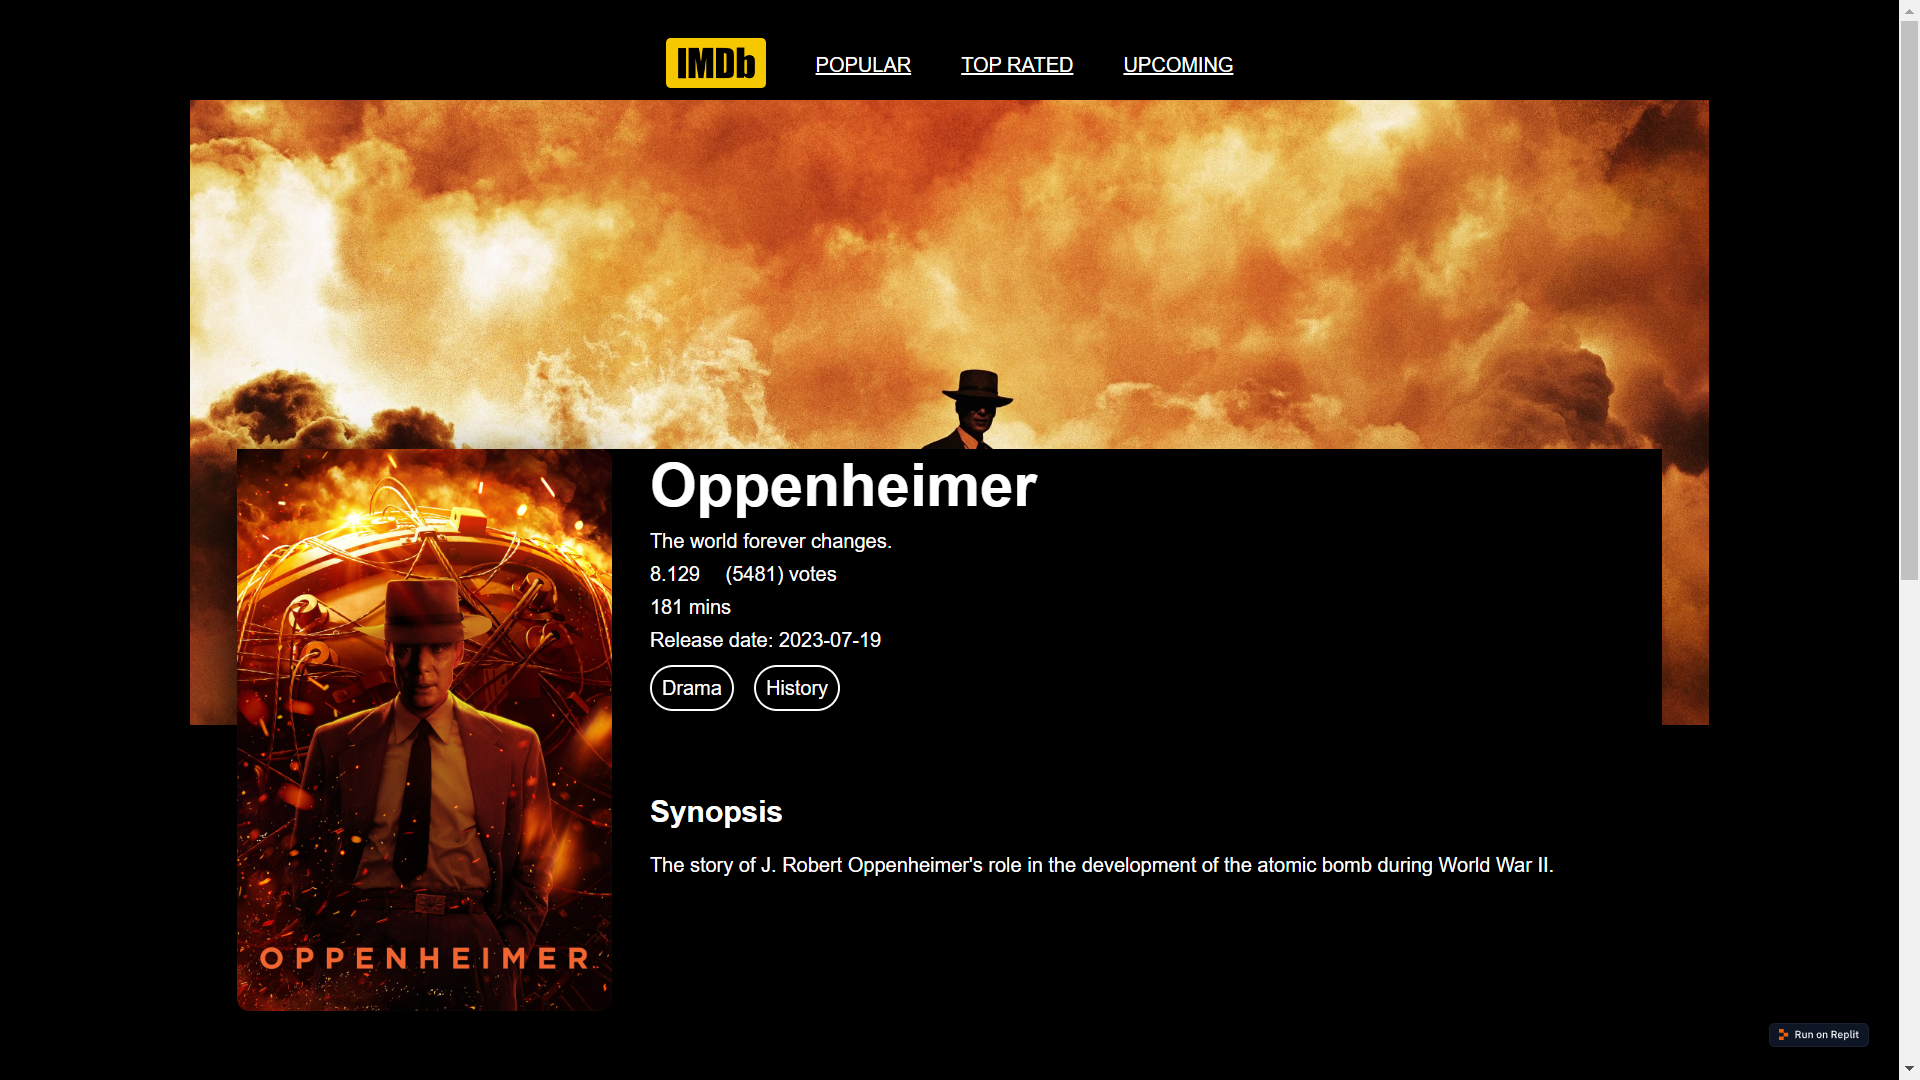 IMDb POPULAR TOP RATED UPCOMING
Oppenheimer
The world forever changes.
8.129 (5481) votes
181 mins
Release date: 2023-07-19
Drama History
Synopsis
The story of J. Robert Oppenheimer's role in the development of the atomic bomb during World War II.
OPPENHEIMER
Run on Replit